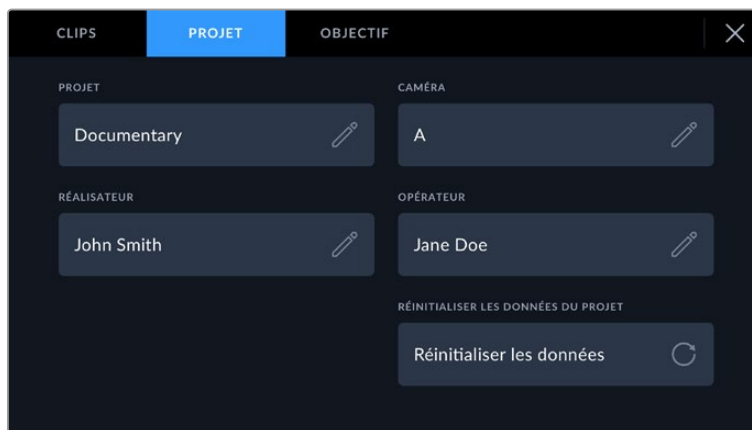 CLIPS PROJET OBJECTIF
PROJET CAMÉRA
Documentary A
RÉALISATEUR OPÉRATEUR
John Smith Jane Doe
RÉINITIALISER LES DONNÉES DU PROJET
Réinitialiser les données